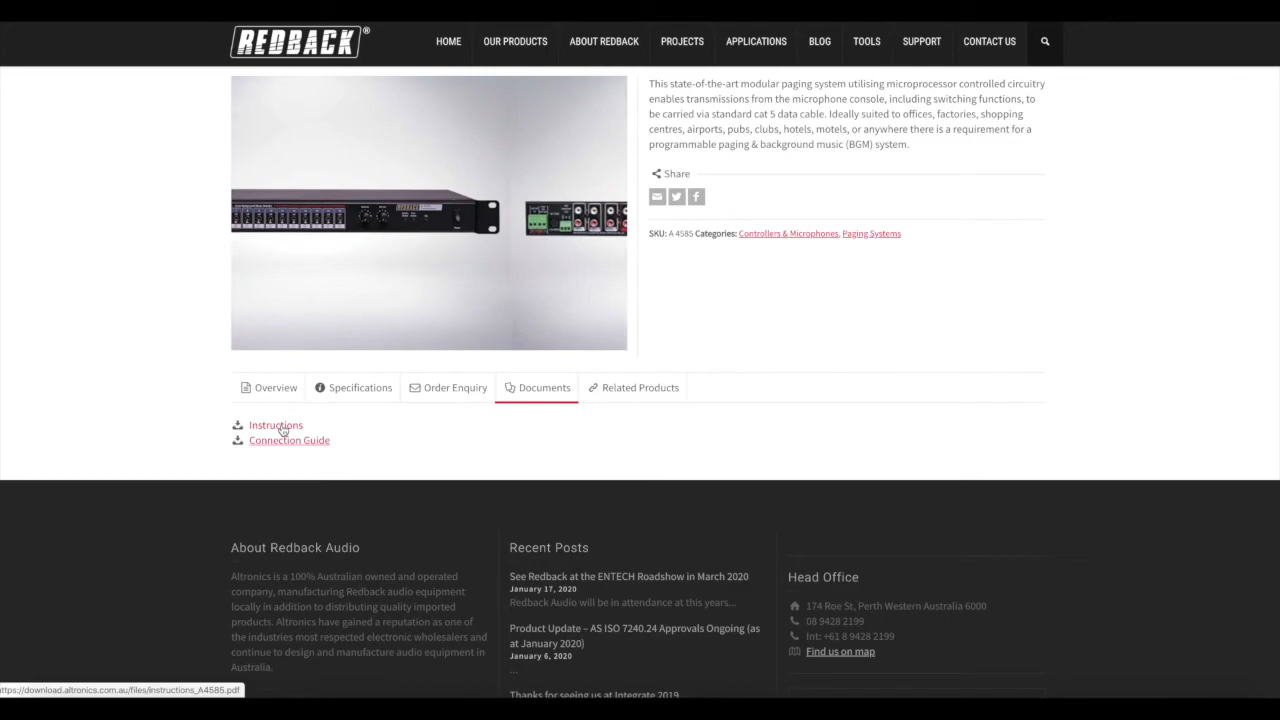 REDBACK®
HOME
OUR PRODUCTS
ABOUT REDBACK
PROJECTS
APPLICATIONS
BLOG
TOOLS
SUPPORT
CONTACT US
This state-of-the-art modular paging system utilising microprocessor controlled circuitry
enables transmissions from the microphone console, including switching functions, to
be carried via standard cat 5 data cable. Ideally suited to offices, factories, shopping
centres, airports, pubs, clubs, hotels, motels, or anywhere there is a requirement for a
programmable paging & background music (BGM) system.
Share
SKU: A 4585 Categories: Controllers & Microphones, Paging Systems
REDBACK
Overview
Specifications
Order Enquiry
Documents
Related Products
Instructions
Connection Guide
About Redback Audio
Altronics is a 100% Australian owned and operated
company, manufacturing Redback audio equipment
locally in addition to distributing quality imported
products. Altronics have gained a reputation as one of
the industries most respected electronic wholesalers and
continue to design and manufacture audio equipment in
Australia.
Recent Posts
See Redback at the ENTECH Roadshow in March 2020
January 17, 2020
Redback Audio will be in attendance at this years...
Product Update – AS ISO 7240.24 Approvals Ongoing (as
at January 2020)
January 6, 2020
...
Thanks for seeing us at Integrate 2019
Head Office
174 Roe St, Perth Western Australia 6000
08 9428 2199
Int: +61 8 9428 2199
Find us on map
ttps://download.altronics.com.au/files/instructions_A4585.pdf